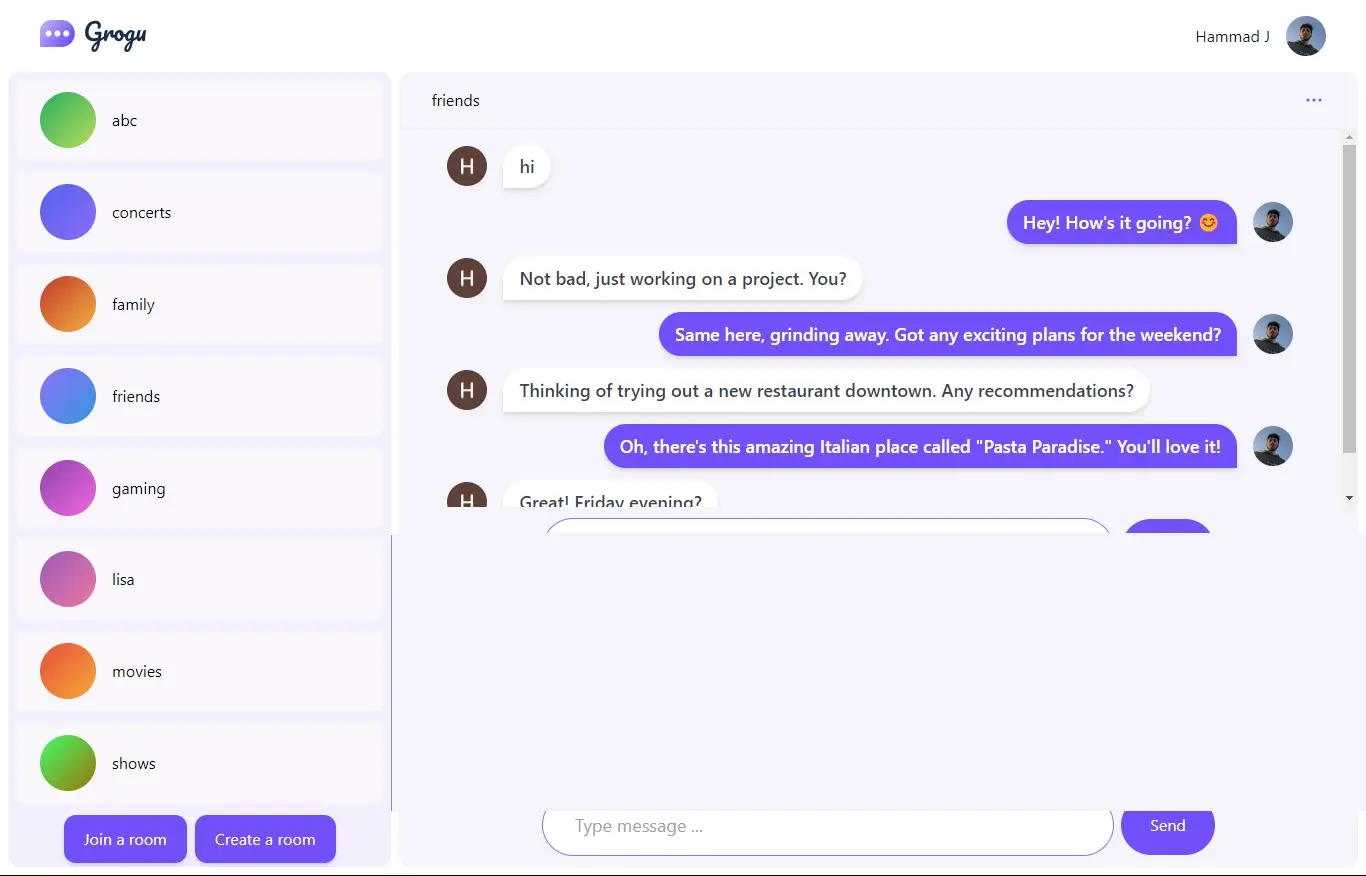 Grogu
Hammad J
abc
concerts
family
friends
gaming
lisa
movies
shows
Join a room
Create a room
friends
H
hi
Hey! How's it going? 😊
H
Not bad, just working on a project. You?
Same here, grinding away. Got any exciting plans for the weekend?
H
Thinking of trying out a new restaurant downtown. Any recommendations?
Oh, there's this amazing Italian place called "Pasta Paradise." You'll love it!
H
Great! Friday evening?
Type message ...
Send